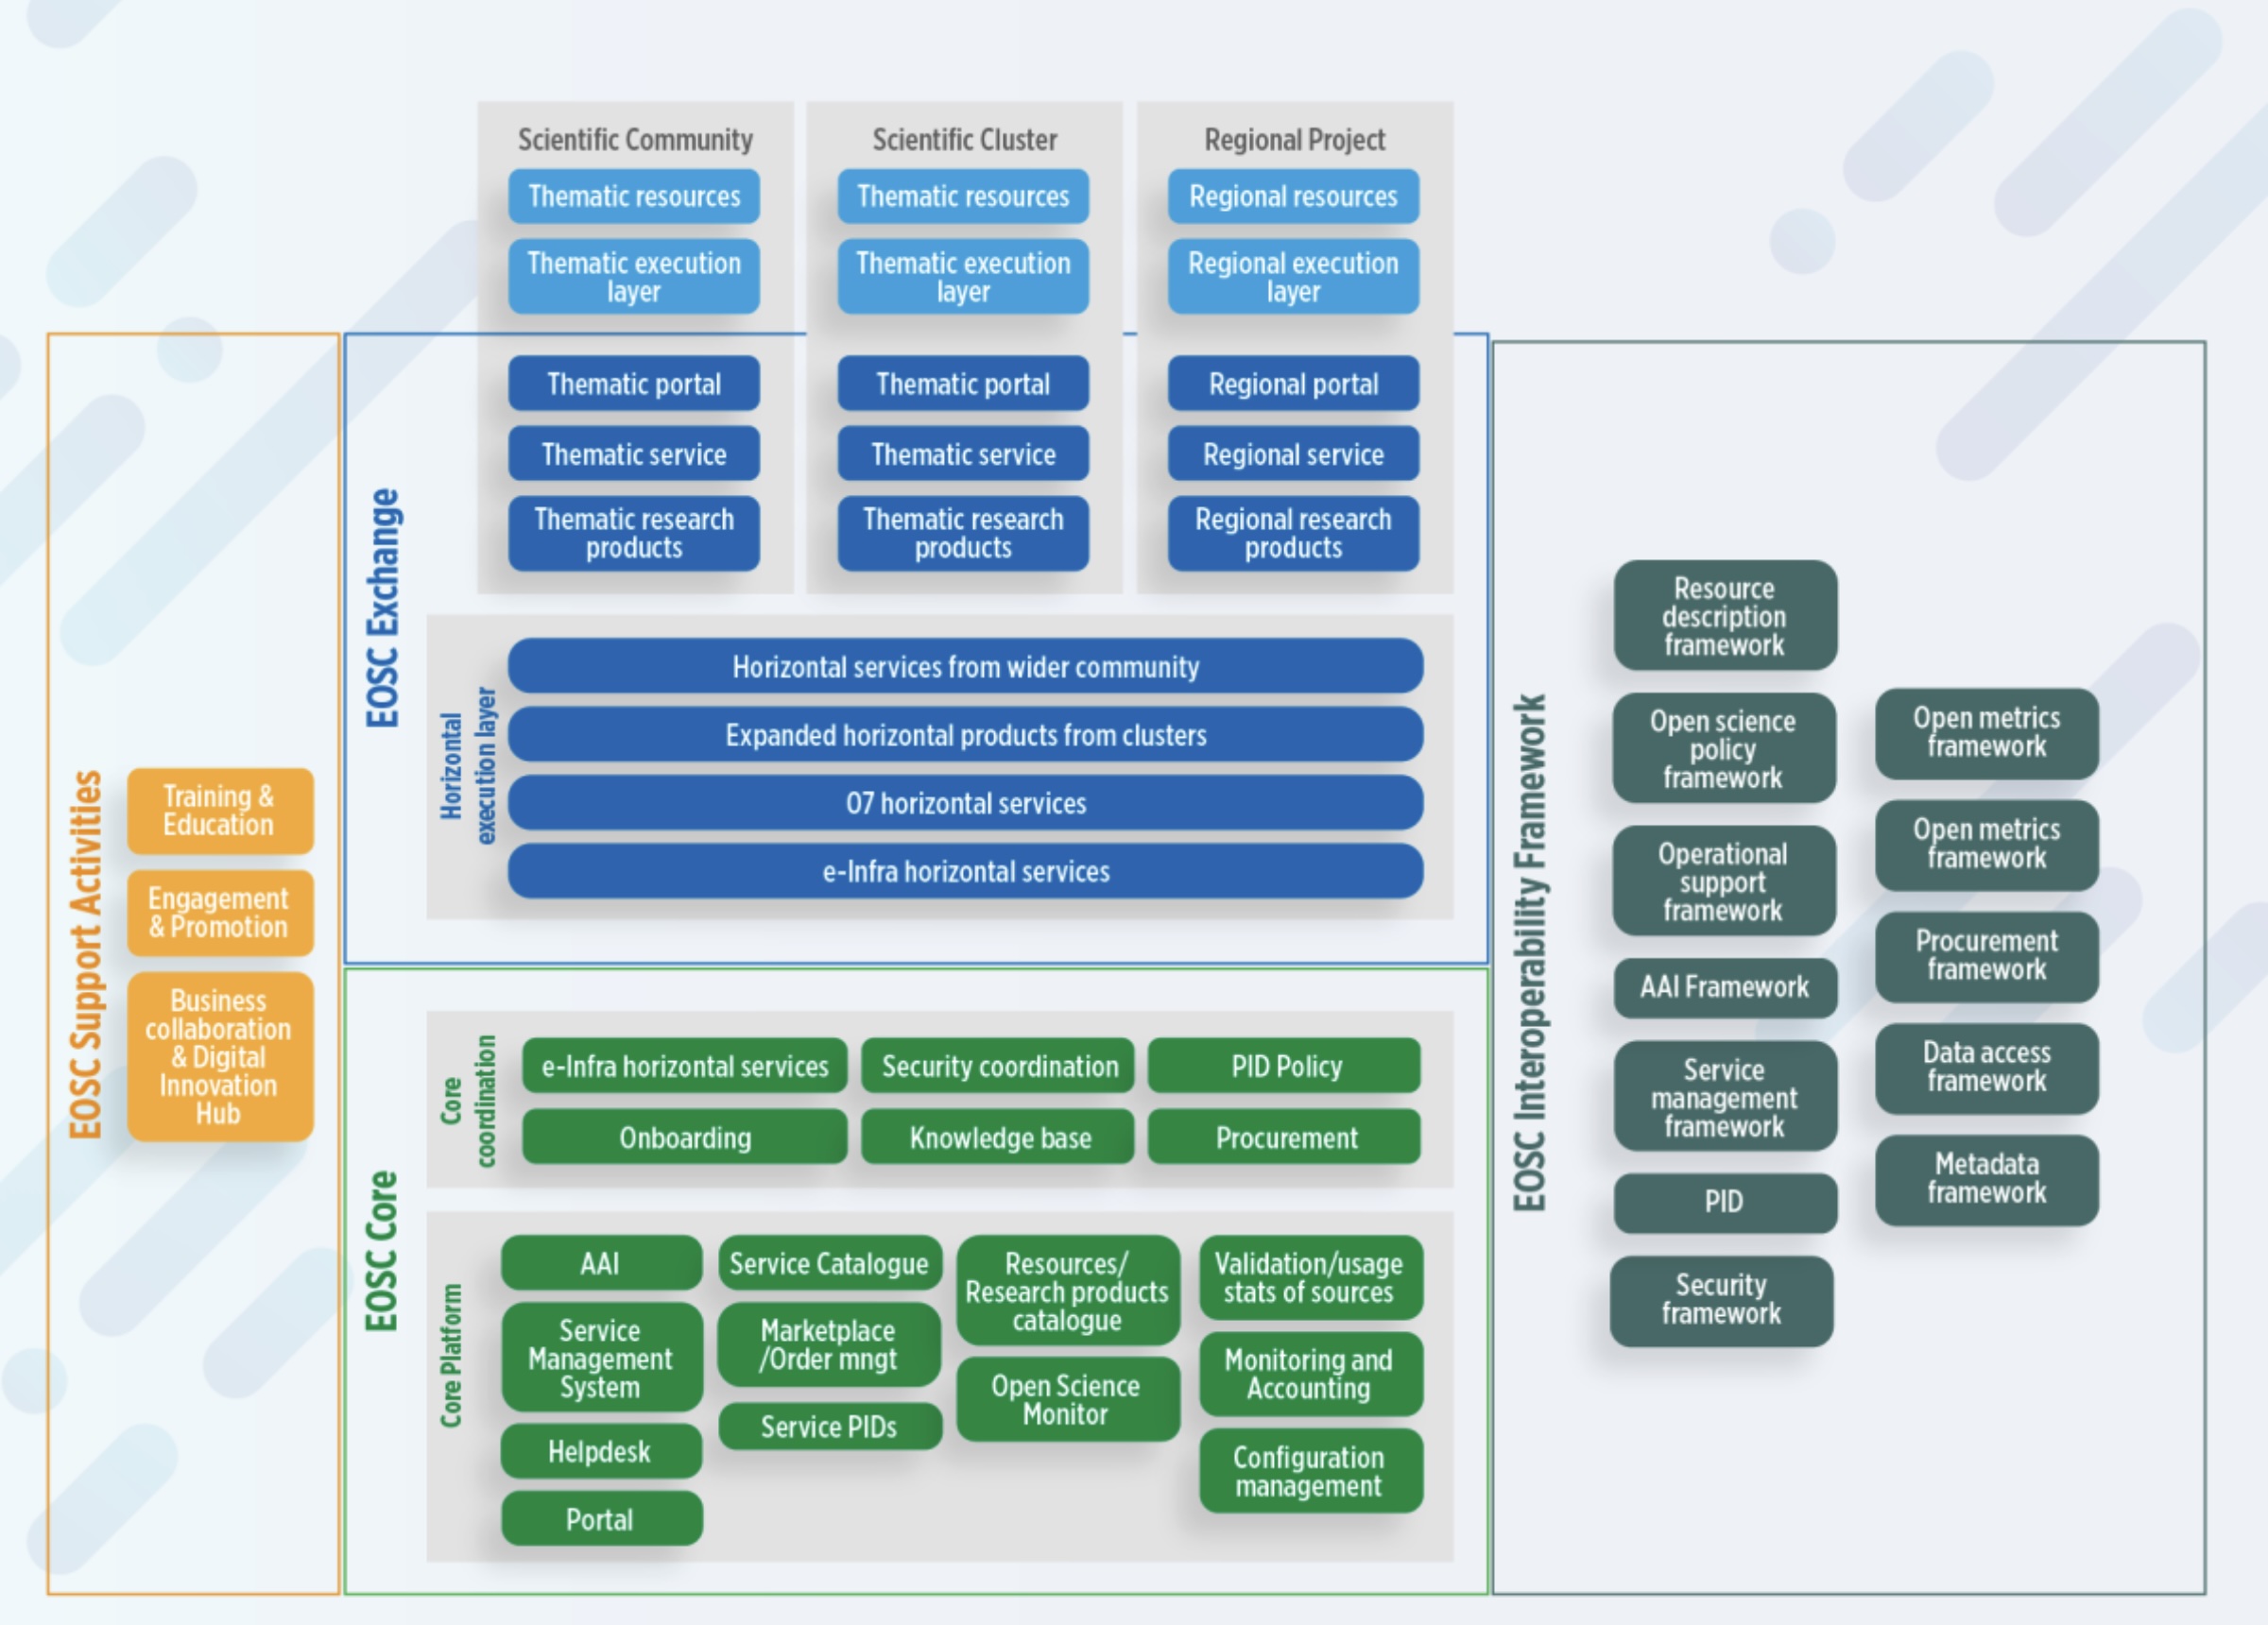 Scientific Community
Thematic resources
Thematic execution
layer
Thematic portal
Thematic service
Thematic research
products
Scientific Cluster
Thematic resources
Thematic execution
layer
Thematic portal
Thematic service
Thematic research
products
Regional Project
Regional resources
Regional execution
layer
Regional portal
Regional service
Regional research
products
EOSC Support Activities
Training &
Education
Engagement
& Promotion
Business
collaboration
& Digital
Innovation
Hub
EOSC Exchange
Horizontal
execution layer
Horizontal services from wider community
Expanded horizontal products from clusters
07 horizontal services
e-Infra horizontal services
EOSC Core
Core
coordination
e-Infra horizontal services
Security coordination
PID Policy
Onboarding
Knowledge base
Procurement
Core Platform
AAI
Service
Management
System
Helpdesk
Portal
Service Catalogue
Marketplace
/Order mngt
Service PIDs
Resources/
Research products
catalogue
Open Science
Monitor
Validation/usage
stats of sources
Monitoring and
Accounting
Configuration
management
EOSC Interoperability Framework
Resource
description
framework
Open science
policy
framework
Operational
support
framework
AAI Framework
Service
management
framework
PID
Security
framework
Open metrics
framework
Open metrics
framework
Procurement
framework
Data access
framework
Metadata
framework